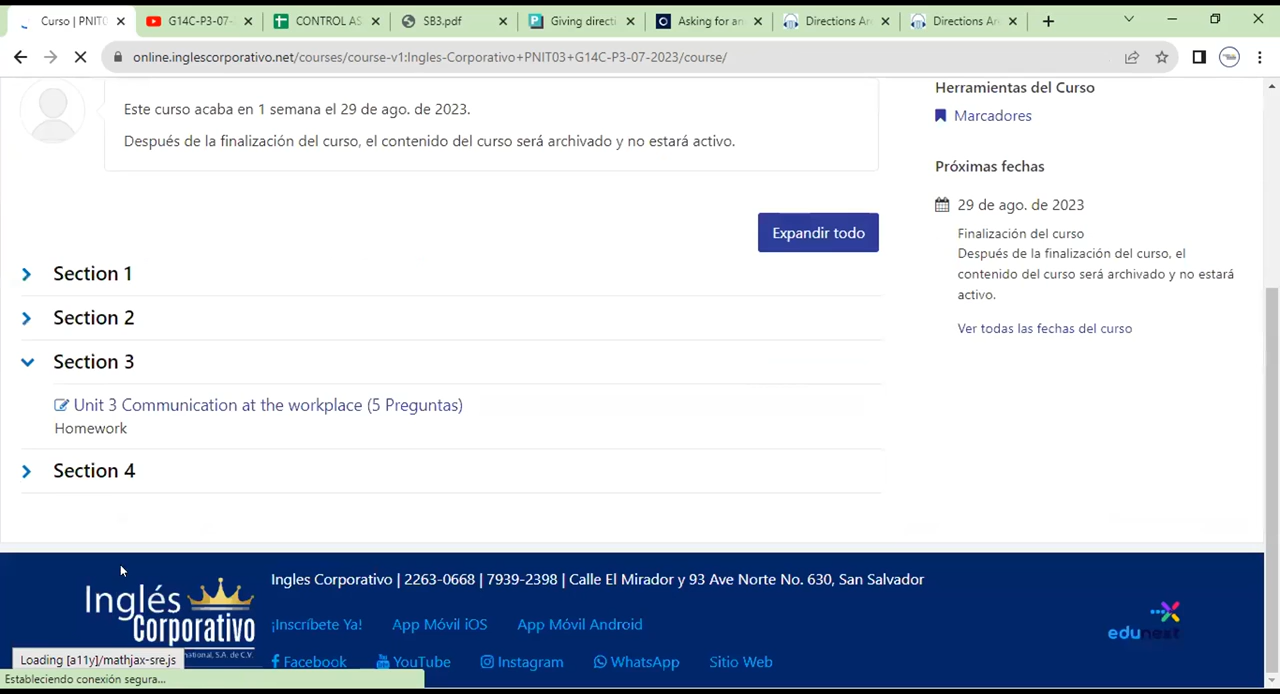 Curso | PNIT
G14C-P3-07-
CONTROL AS
SB3.pdf
Giving directi
Asking for an
Directions An
Directions An
online.inglescorporativo.net/courses/course-v1:Ingles-Corporativo+PNIT03+G14C-P3-07-2023/course/
Este curso acaba en 1 semana el 29 de ago. de 2023.
Después de la finalización del curso, el contenido del curso será archivado y no estará activo.
Herramientas del Curso
Marcadores
Próximas fechas
29 de ago. de 2023
Finalización del curso
Después de la finalización del curso, el
contenido del curso será archivado y no estará
activo.
Ver todas las fechas del curso
Expandir todo
Section 1
Section 2
Section 3
Unit 3 Communication at the workplace (5 Preguntas)
Homework
Section 4
Inglés
Corporativo
Ingles Corporativo | 2263-0668 | 7939-2398 | Calle El Mirador y 93 Ave Norte No. 630, San Salvador
¡Inscríbete Ya!
App Móvil iOS
App Móvil Android
Facebook
YouTube
Instagram
WhatsApp
Sitio Web
edunext
Loading [a11y]/mathjax-sre.js
Estableciendo conexión segura...